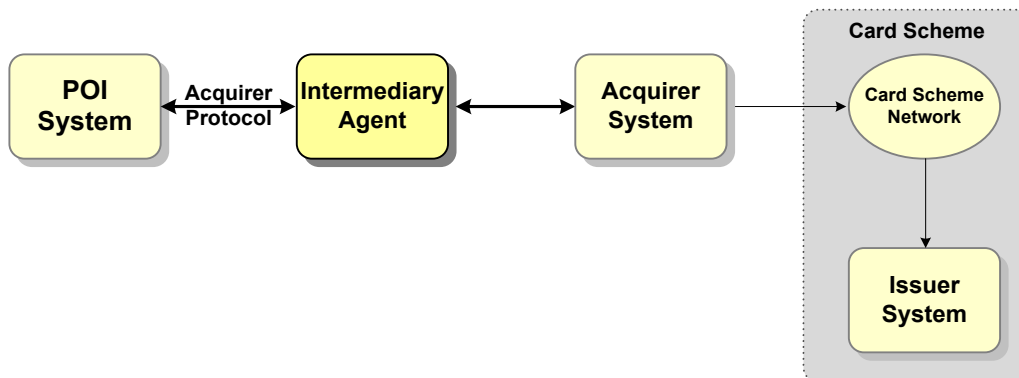 Card Scheme
POI
System
Acquirer
Protocol
Intermediary
Agent
Acquirer
System
Card Scheme
Network
Issuer
System